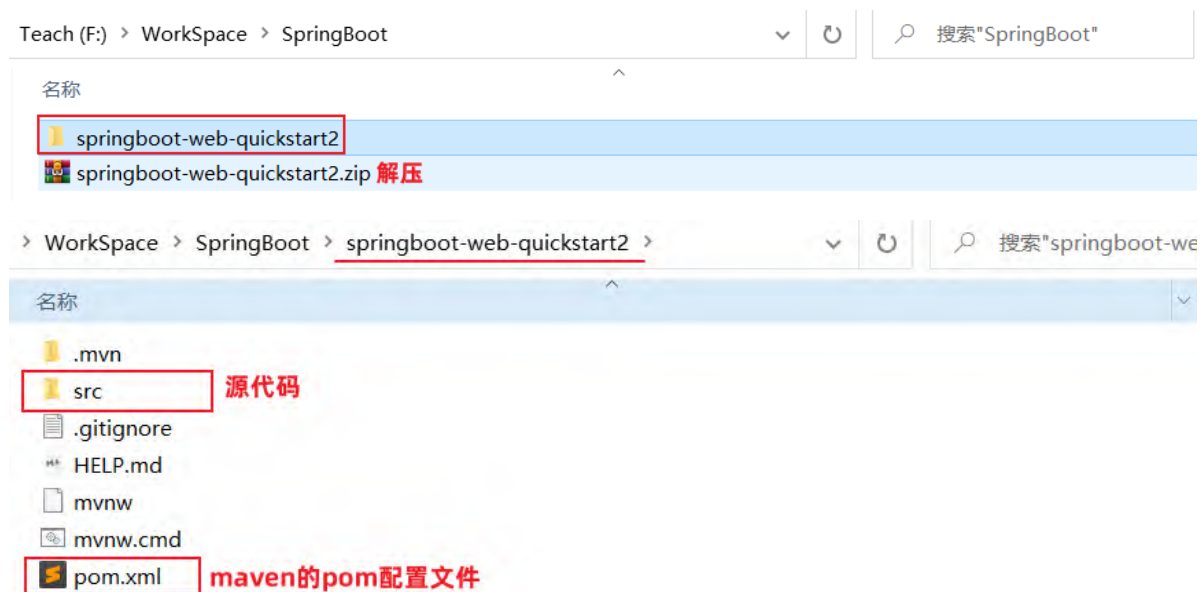 Teach (F:) > WorkSpace > SpringBoot 搜索"SpringBoot"
名称
springboot-web-quickstart2
springboot-web-quickstart2.zip 解压
> WorkSpace > SpringBoot > springboot-web-quickstart2 > 搜索"springboot-we
名称
.mvn
src 源代码
.gitignore
HELP.md
mvnw
mvnw.cmd
pom.xml maven的pom配置文件